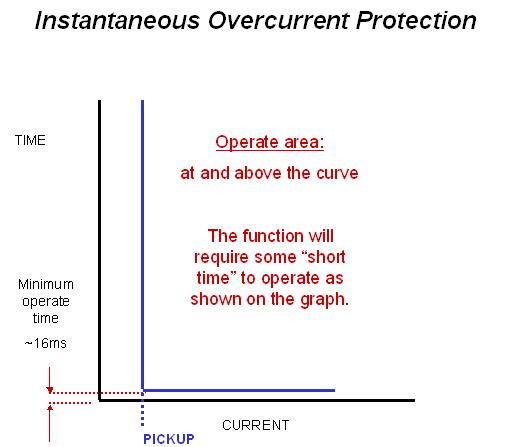 Instantaneous Overcurrent Protection
TIME
Operate area:
at and above the curve
The function will
require some “short
time” to operate as
shown on the graph.
Minimum
operate
time
~16ms
CURRENT
PICKUP